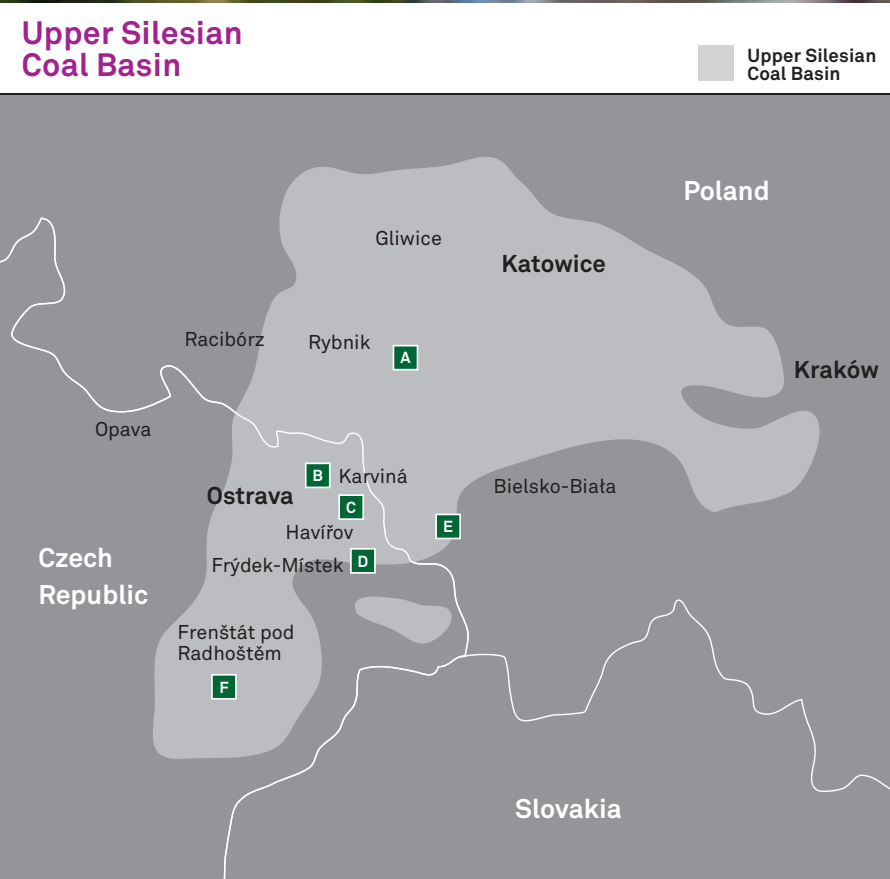 Upper Silesian
Coal Basin
Upper Silesian
Coal Basin
Poland
Gliwice
Katowice
Racibórz
Rybnik
A
Kraków
Opava
B
Karviná
Bielsko-Biała
Ostrava
C
E
Havířov
Czech
Republic
Frýdek-Místek
D
Frenštát pod
Radhoštěm
F
Slovakia